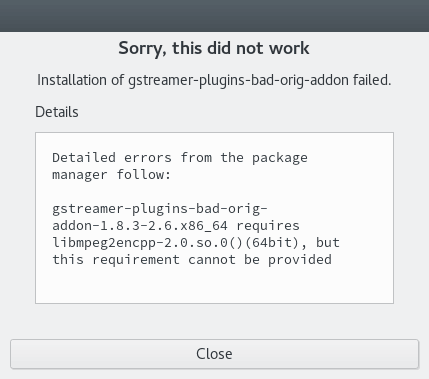 Sorry, this did not work
Installation of gstreamer-plugins-bad-orig-addon failed.
Details
Detailed errors from the package
manager follow:
gstreamer-plugins-bad-orig-
addon-1.8.3-2.6.x86_64 requires
libmpeg2encpp-2.0.so.0()(64bit), but
this requirement cannot be provided
Close